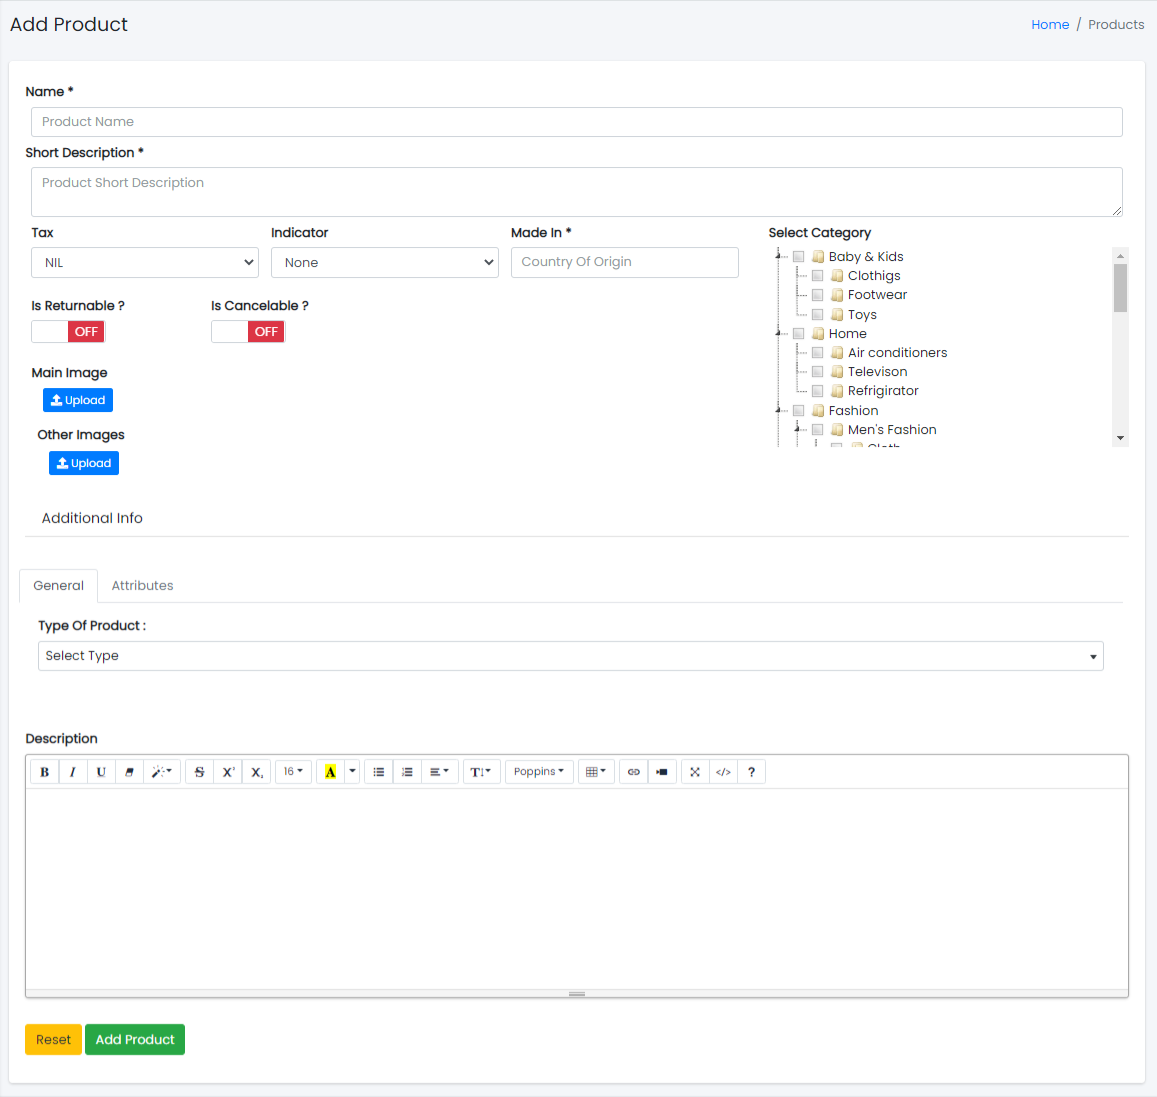 Add Product
Home / Products
Name *
Product Name
Short Description *
Product Short Description
Tax Indicator Made In * Select Category
NIL None Country Of Origin
Baby & Kids
Clothigs
Footwear
Toys
Home
Air conditioners
Televison
Refrigirator
Fashion
Men's Fashion
Cloth
Is Returnable ? Is Cancelable ?
OFF OFF
Main Image
Upload
Other Images
Upload
Additional Info
General Attributes
Type Of Product :
Select Type
Description
B I U S X² X₂ 16 A T Poppins </> ?
Reset Add Product